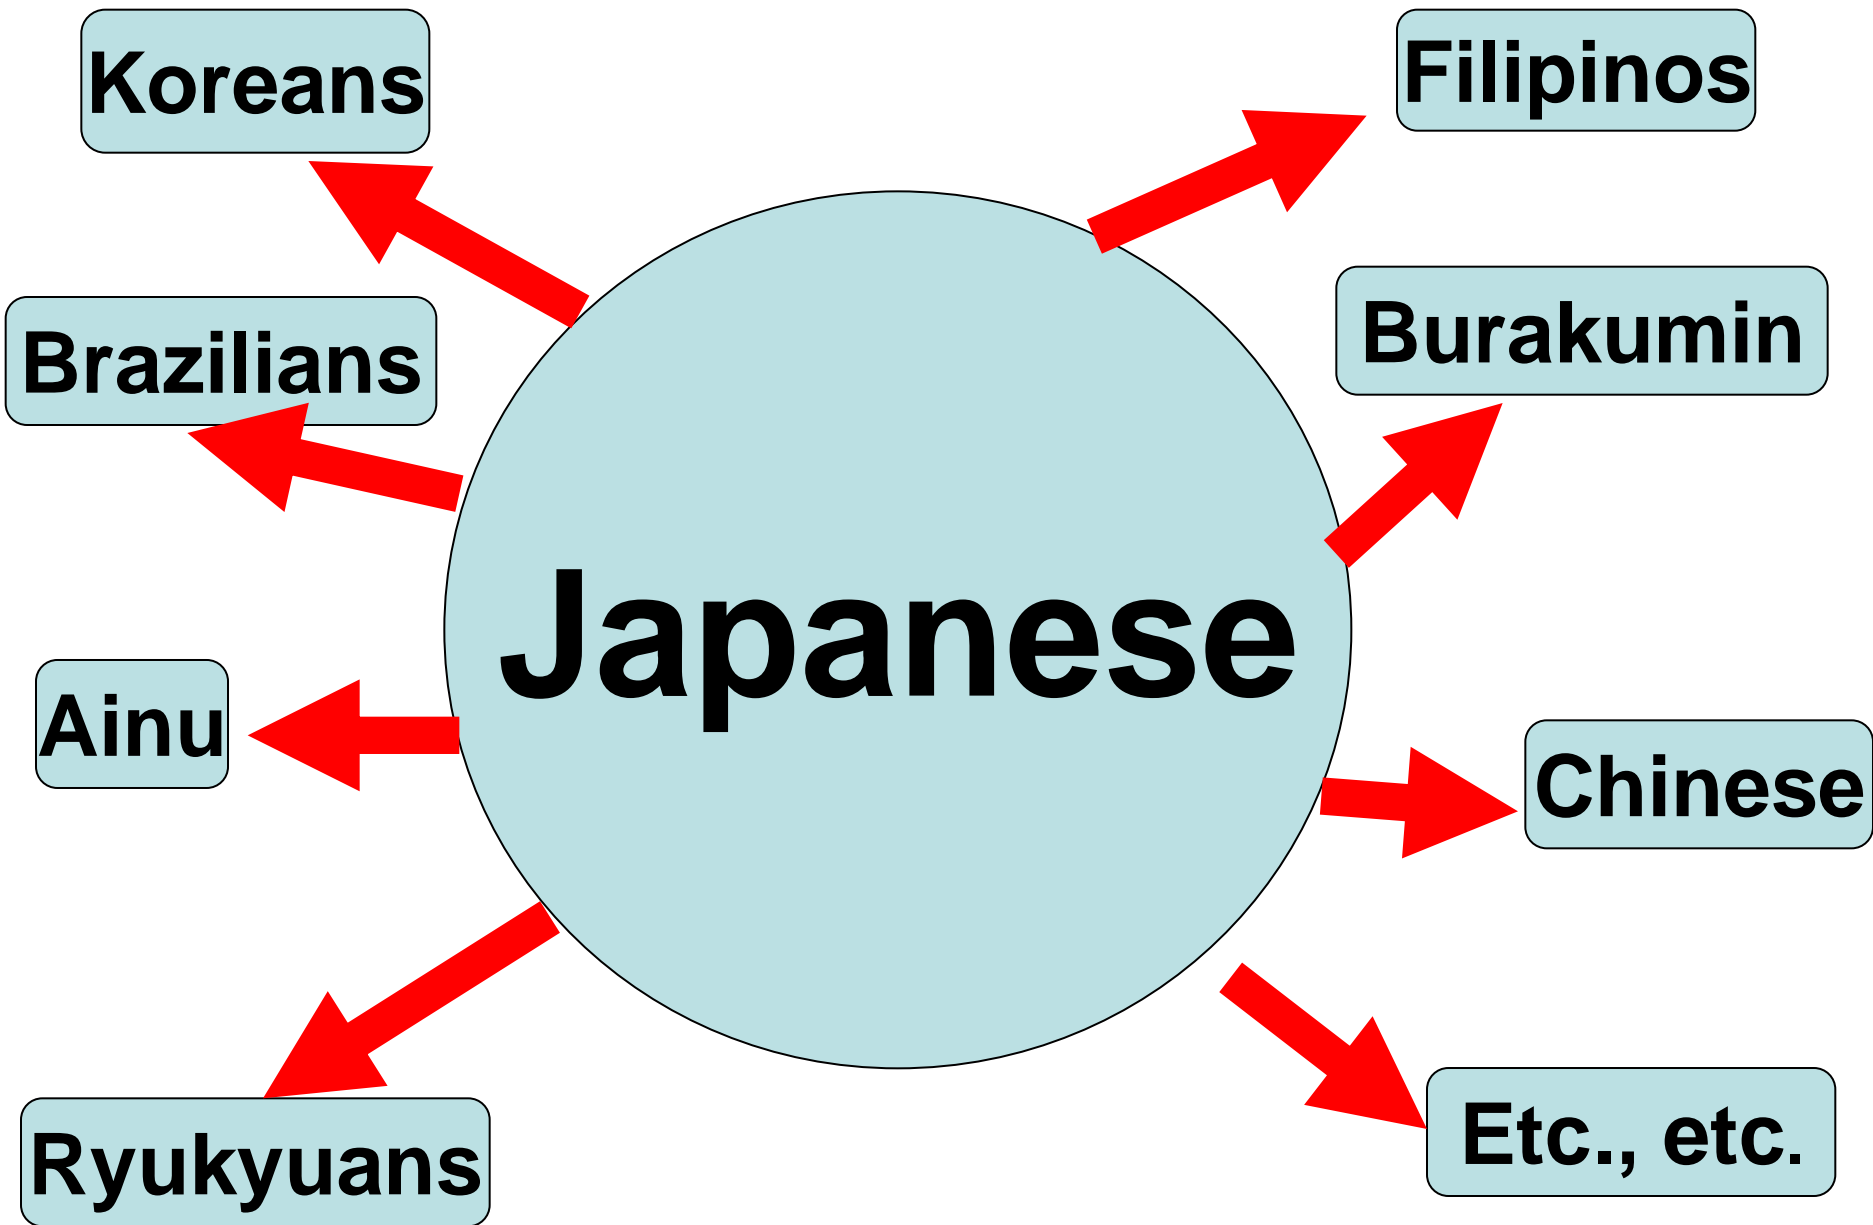 Koreans
Filipinos
Brazilians
Burakumin
Japanese
Ainu
Chinese
Ryukyuans
Etc., etc.